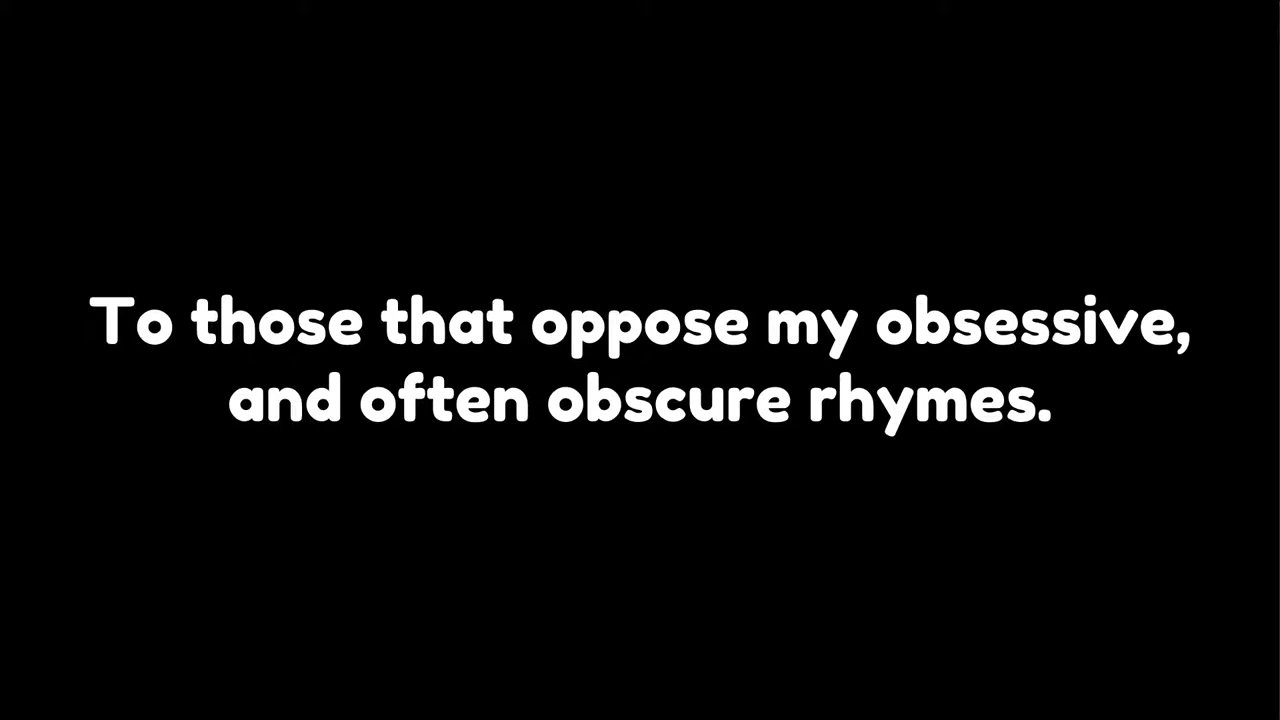 To those that oppose my obsessive,
and often obscure rhymes.